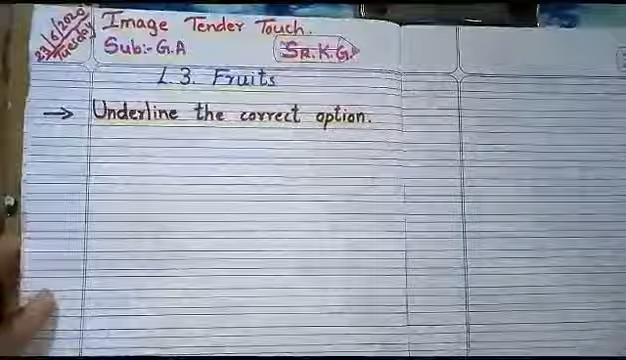 23/6/2020
Tuesday
Image Tender Touch.
Sub:- G.A
SR.K.G.
L.3. Fruits
→ Underline the correct option.